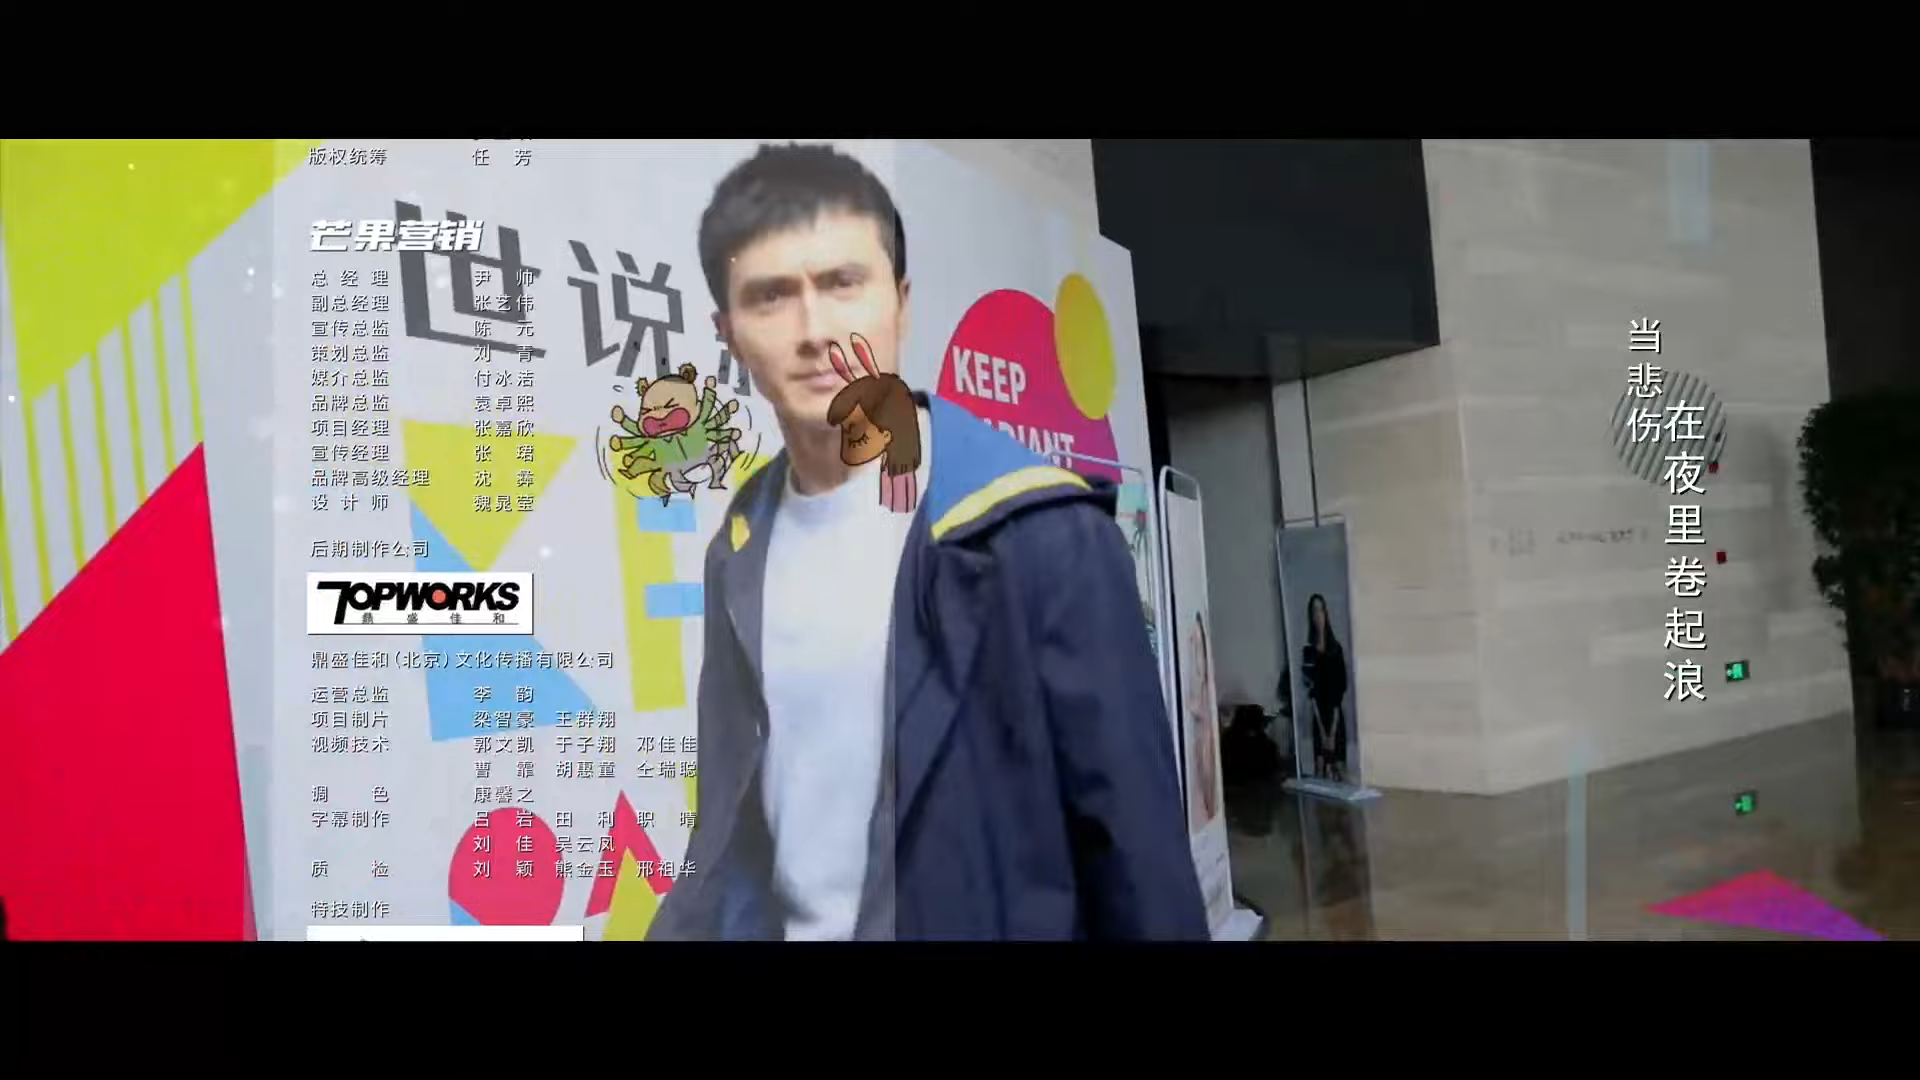 版权统筹 任 芳
芒果营销
总 经 理 尹 帅
副总经理 张艺伟
宣传总监 陈 元
策划总监 刘 青
媒介总监 付冰浩
品牌总监 袁卓熙
项目经理 张嘉欣
宣传经理 张 珺
品牌高级经理 沈 彝
设 计 师 魏晁莹
后期制作公司
TOPWORKS
鼎 盛 佳 和
鼎盛佳和(北京)文化传播有限公司
运营总监 李 韵
项目制片 梁智豪 王群翔
视频技术 郭文凯 于子翔 邓佳佳
曹 霏 胡惠童 仝瑞聪
调 色 康馨之
字幕制作 吕 岩 田 利 职 晴
刘 佳 吴云凤
质 检 刘 颖 熊金玉 邢祖华
特技制作
世说
KEEP
当悲伤
在夜里卷起浪